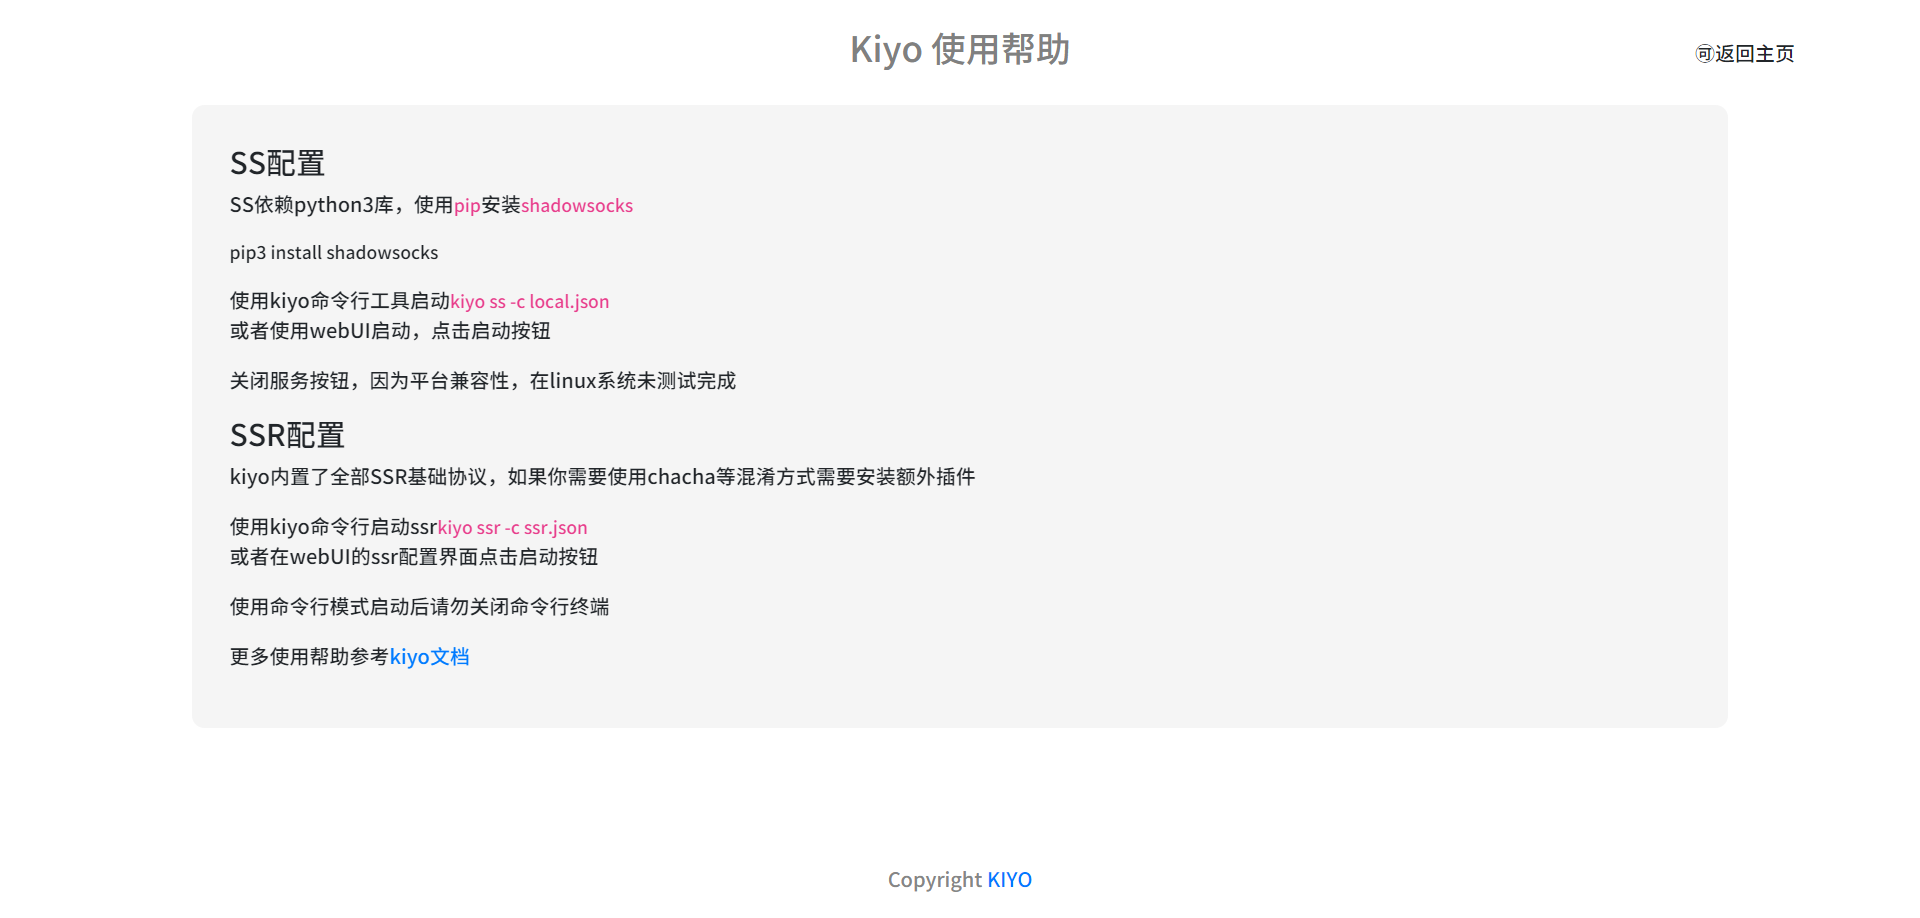 Kiyo 使用帮助
🉑返回主页
SS配置
SS依赖python3库，使用pip安装shadowsocks
pip3 install shadowsocks
使用kiyo命令行工具启动kiyo ss -c local.json
或者使用webUI启动，点击启动按钮
关闭服务按钮，因为平台兼容性，在linux系统未测试完成
SSR配置
kiyo内置了全部SSR基础协议，如果你需要使用chacha等混淆方式需要安装额外插件
使用kiyo命令行启动ssrkiyo ssr -c ssr.json
或者在webUI的ssr配置界面点击启动按钮
使用命令行模式启动后请勿关闭命令行终端
更多使用帮助参考kiyo文档
Copyright KIYO